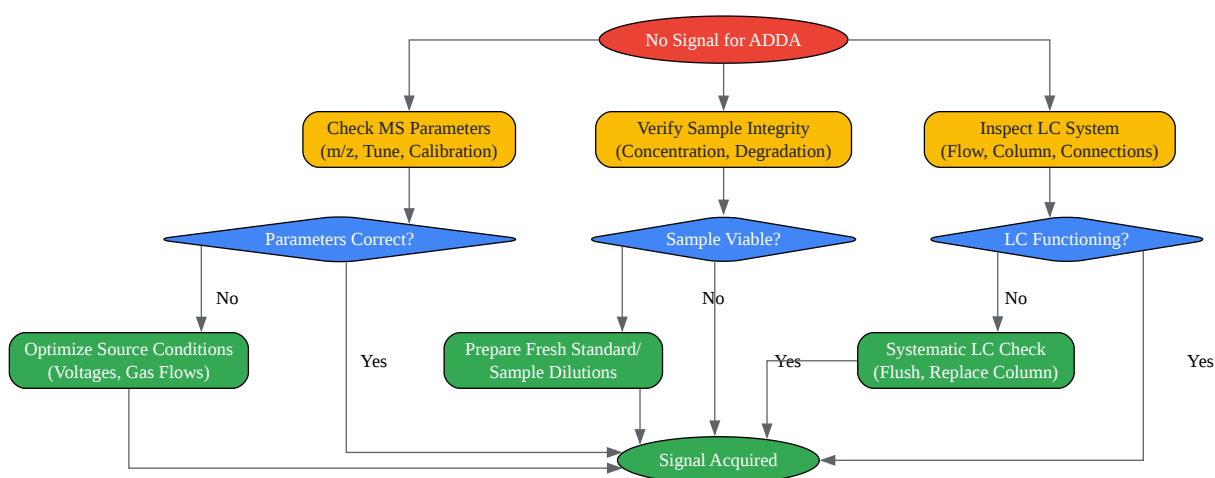 No Signal for ADDA
Check MS Parameters
(m/z, Tune, Calibration)
Verify Sample Integrity
(Concentration, Degradation)
Inspect LC System
(Flow, Column, Connections)
Parameters Correct?
Sample Viable?
LC Functioning?
No
No
No
Optimize Source Conditions
(Voltages, Gas Flows)
Yes
Prepare Fresh Standard/
Sample Dilutions
Yes
Systematic LC Check
(Flush, Replace Column)
Yes
Signal Acquired